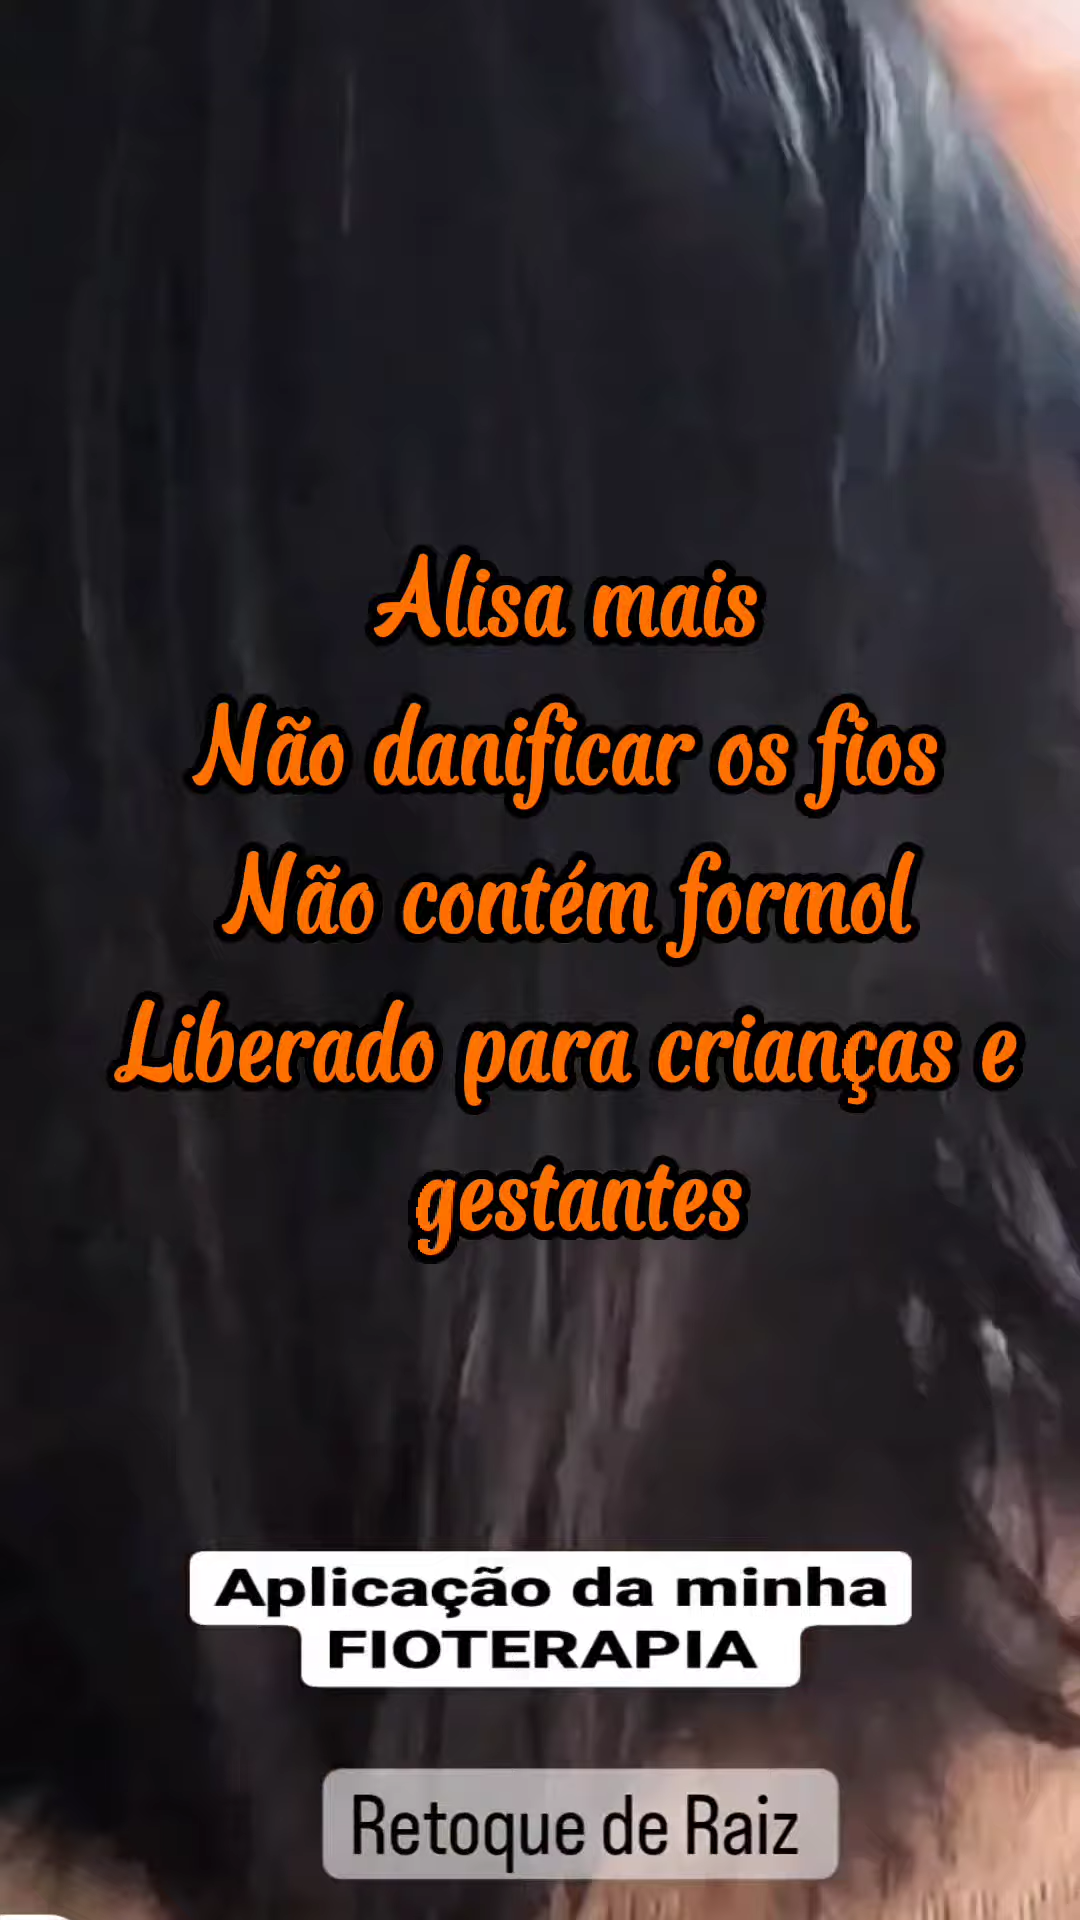 Alisa mais
Não danificar os fios
Não contém formol
Liberado para crianças e
gestantes
Aplicação da minha
FIOTERAPIA
Retoque de Raiz